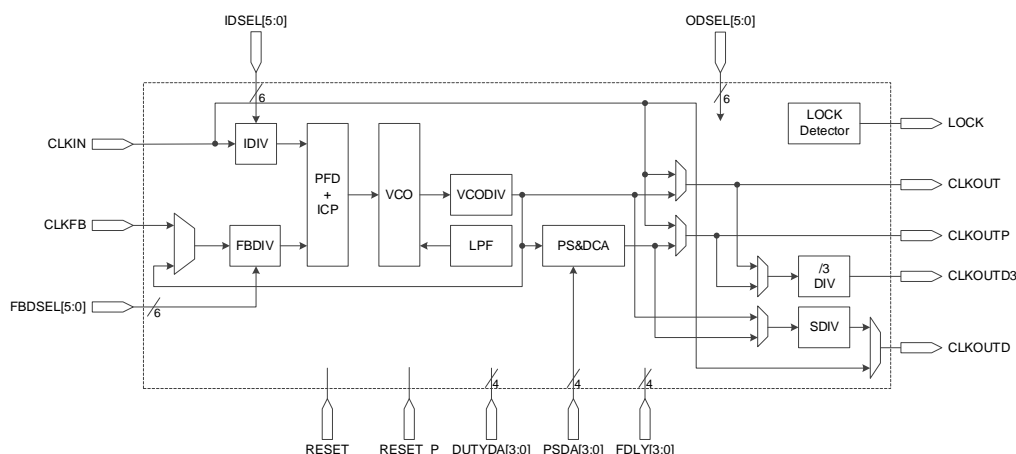 IDSEL[5:0]
ODSEL[5:0]
6
6
LOCK
Detector
LOCK
CLKIN
IDIV
PFD
+
ICP
VCO
VCODIV
CLKOUT
CLKFB
FBDIV
LPF
PS&DCA
CLKOUTP
/3
DIV
CLKOUTD3
FBDSEL[5:0]
6
SDIV
CLKOUTD
4
4
4
RESET
RESET_P
DUTYDA[3:0]
PSDA[3:0]
FDLY[3:0]